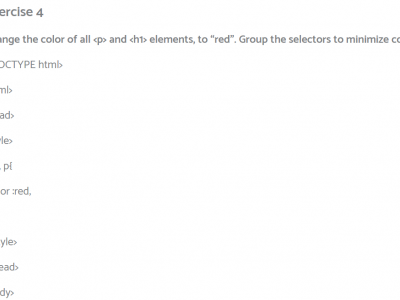 ercise 4
ange the color of all <p> and <h1> elements, to "red". Group the selectors to minimize co
OCTYPE html>
ml>
ad>
le>
, p{
or :red,
yle>
ead>
dy>